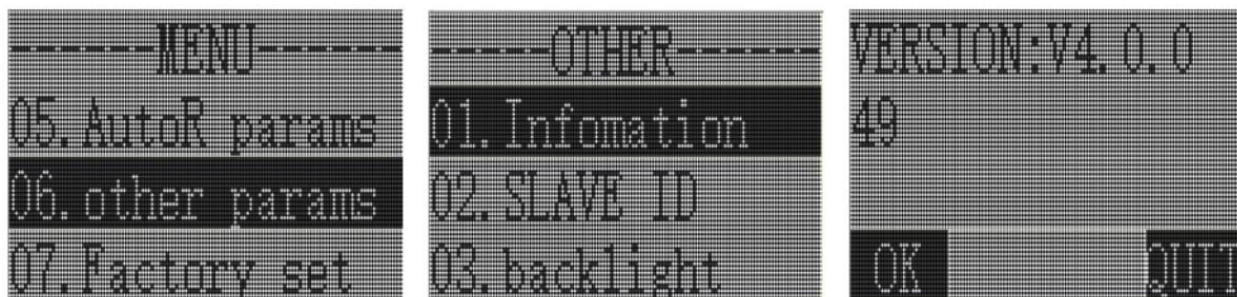 ------MENU------
05. AutoR params
06. other params
07. Factory set
------OTHER------
01. Infomation
02. SLAVE ID
03. backlight
VERSION:V4.0.0
49
OK QUIT